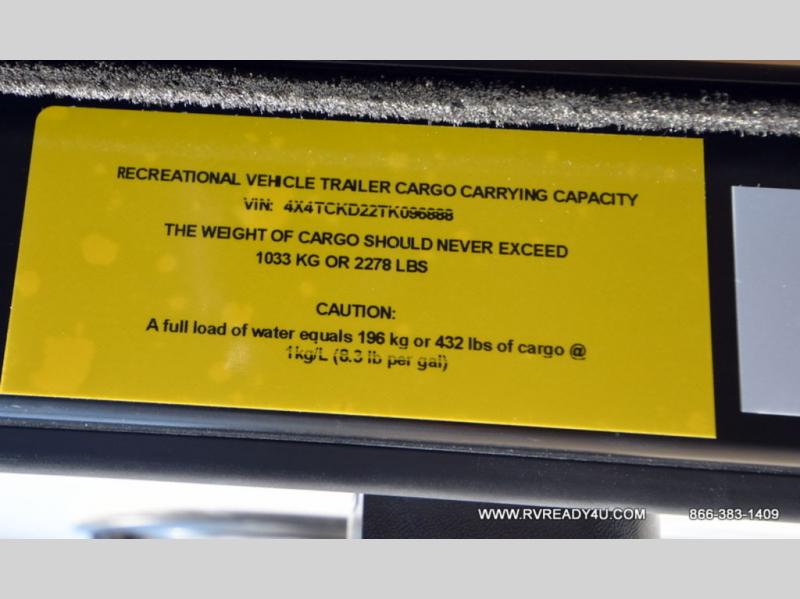 RECREATIONAL VEHICLE TRAILER CARGO CARRYING CAPACITY
VIN: 4X4TCKD22TK096888
THE WEIGHT OF CARGO SHOULD NEVER EXCEED
1033 KG OR 2278 LBS
CAUTION:
A full load of water equals 196 kg or 432 lbs of cargo @
1kg/L (8.3 lb per gal)
WWW.RVREADY4U.COM 866-383-1409